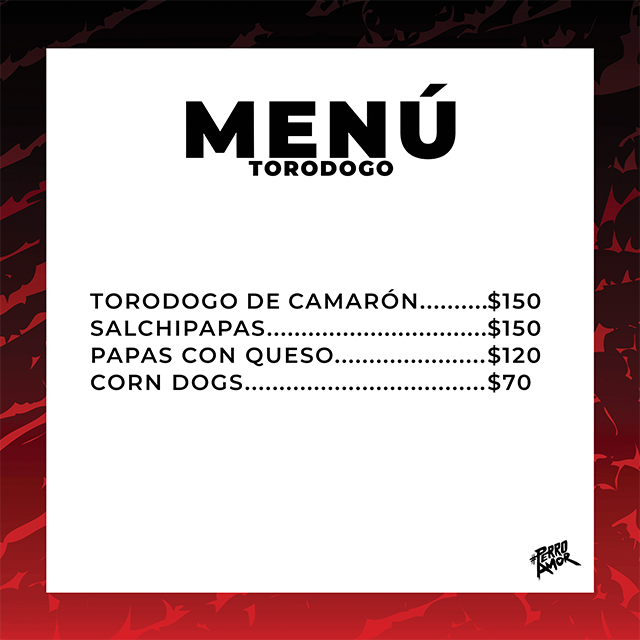 MENÚ
TORODOGO
TORODOGO DE CAMARÓN..........$150
SALCHIPAPAS................................$150
PAPAS CON QUESO......................$120
CORN DOGS...................................$70
#PERRO
AMOR